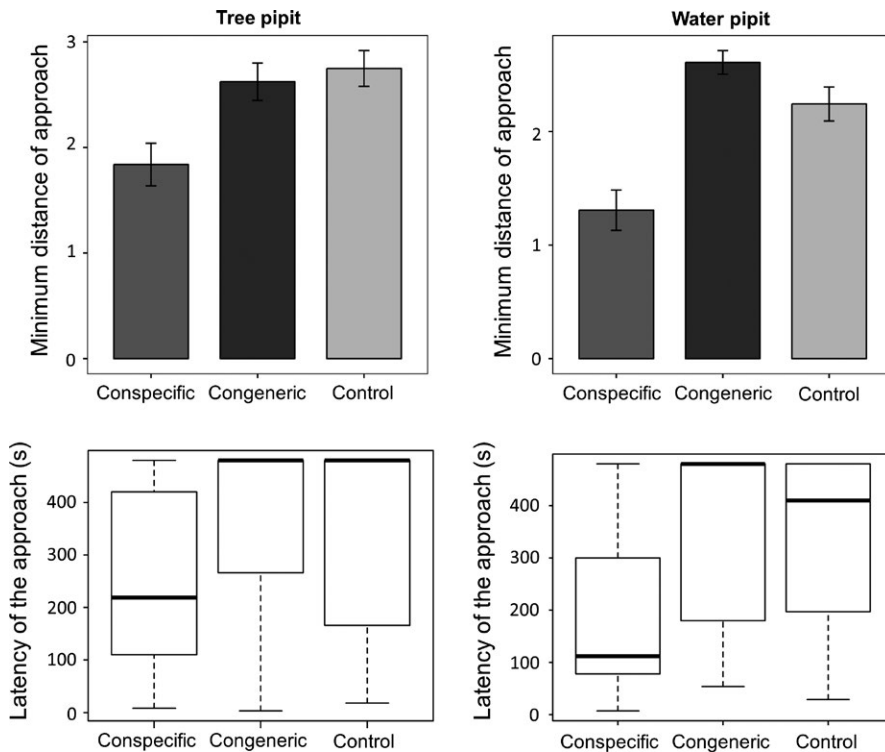 Tree pipit
Minimum distance of approach
3
2
1
0
Conspecific Congeneric Control
Water pipit
Minimum distance of approach
2
1
0
Conspecific Congeneric Control
Latency of the approach (s)
400
300
200
100
0
Conspecific Congeneric Control
Latency of the approach (s)
400
300
200
100
0
Conspecific Congeneric Control